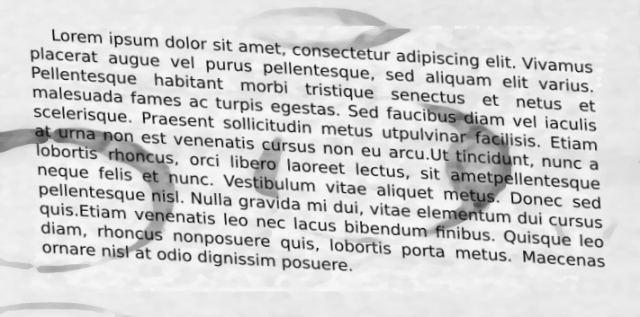 Lorem ipsum dolor sit amet, consectetur adipiscing elit. Vivamus
placerat augue vel purus pellentesque, sed aliquam elit varius.
Pellentesque habitant morbi tristique senectus et netus et
malesuada fames ac turpis egestas. Sed faucibus diam vel iaculis
scelerisque. Praesent sollicitudin metus utpulvinar facilisis. Etiam
at urna non est venenatis cursus non eu arcu.Ut tincidunt, nunc a
lobortis rhoncus, orci libero laoreet lectus, sit ametpellentesque
neque felis et nunc. Vestibulum vitae aliquet metus. Donec sed
pellentesque nisl. Nulla gravida mi dui, vitae elementum dui cursus
quis.Etiam venenatis leo nec lacus bibendum finibus. Quisque leo
diam, rhoncus nonposuere quis, lobortis porta metus. Maecenas
ornare nisl at odio dignissim posuere.